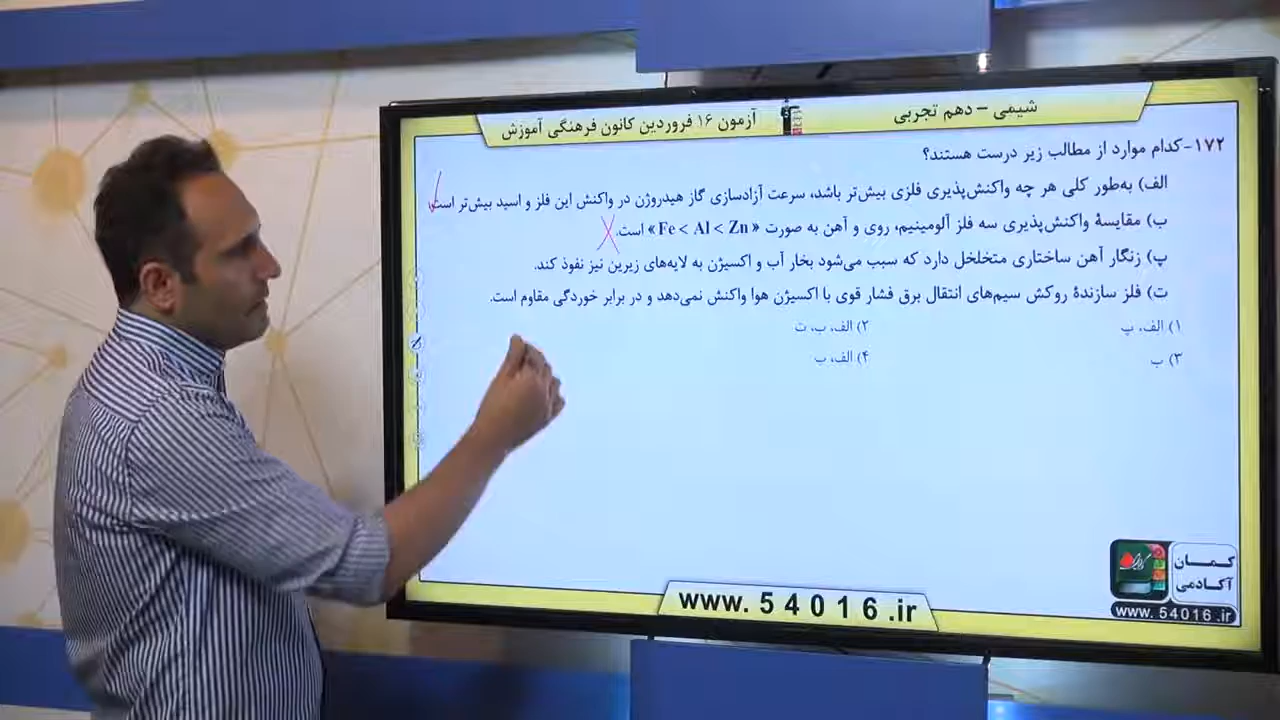 شیمی – دهم تجربی
آزمون ۱۶ فروردین کانون فرهنگی آموزش
۱۷۲-کدام موارد از مطالب زیر درست هستند؟
الف) به‌طور کلی هر چه واکنش‌پذیری فلزی بیش‌تر باشد، سرعت آزادسازی گاز هیدروژن در واکنش این فلز و اسید بیش‌تر است.
ب) مقایسهٔ واکنش‌پذیری سه فلز آلومینیم، روی و آهن به صورت «Fe < Al < Zn» است.
پ) زنگار آهن ساختاری متخلخل دارد که سبب می‌شود بخار آب و اکسیژن به لایه‌های زیرین نیز نفوذ کند.
ت) فلز سازندهٔ روکش سیم‌های انتقال برق فشار قوی با اکسیژن هوا واکنش نمی‌دهد و در برابر خوردگی مقاوم است.
۱) الف، پ
۲) الف، ب، ت
۳) ب
۴) الف، ب
کمان
آکادمی
www. 54016 .ir
www. 54016 .ir